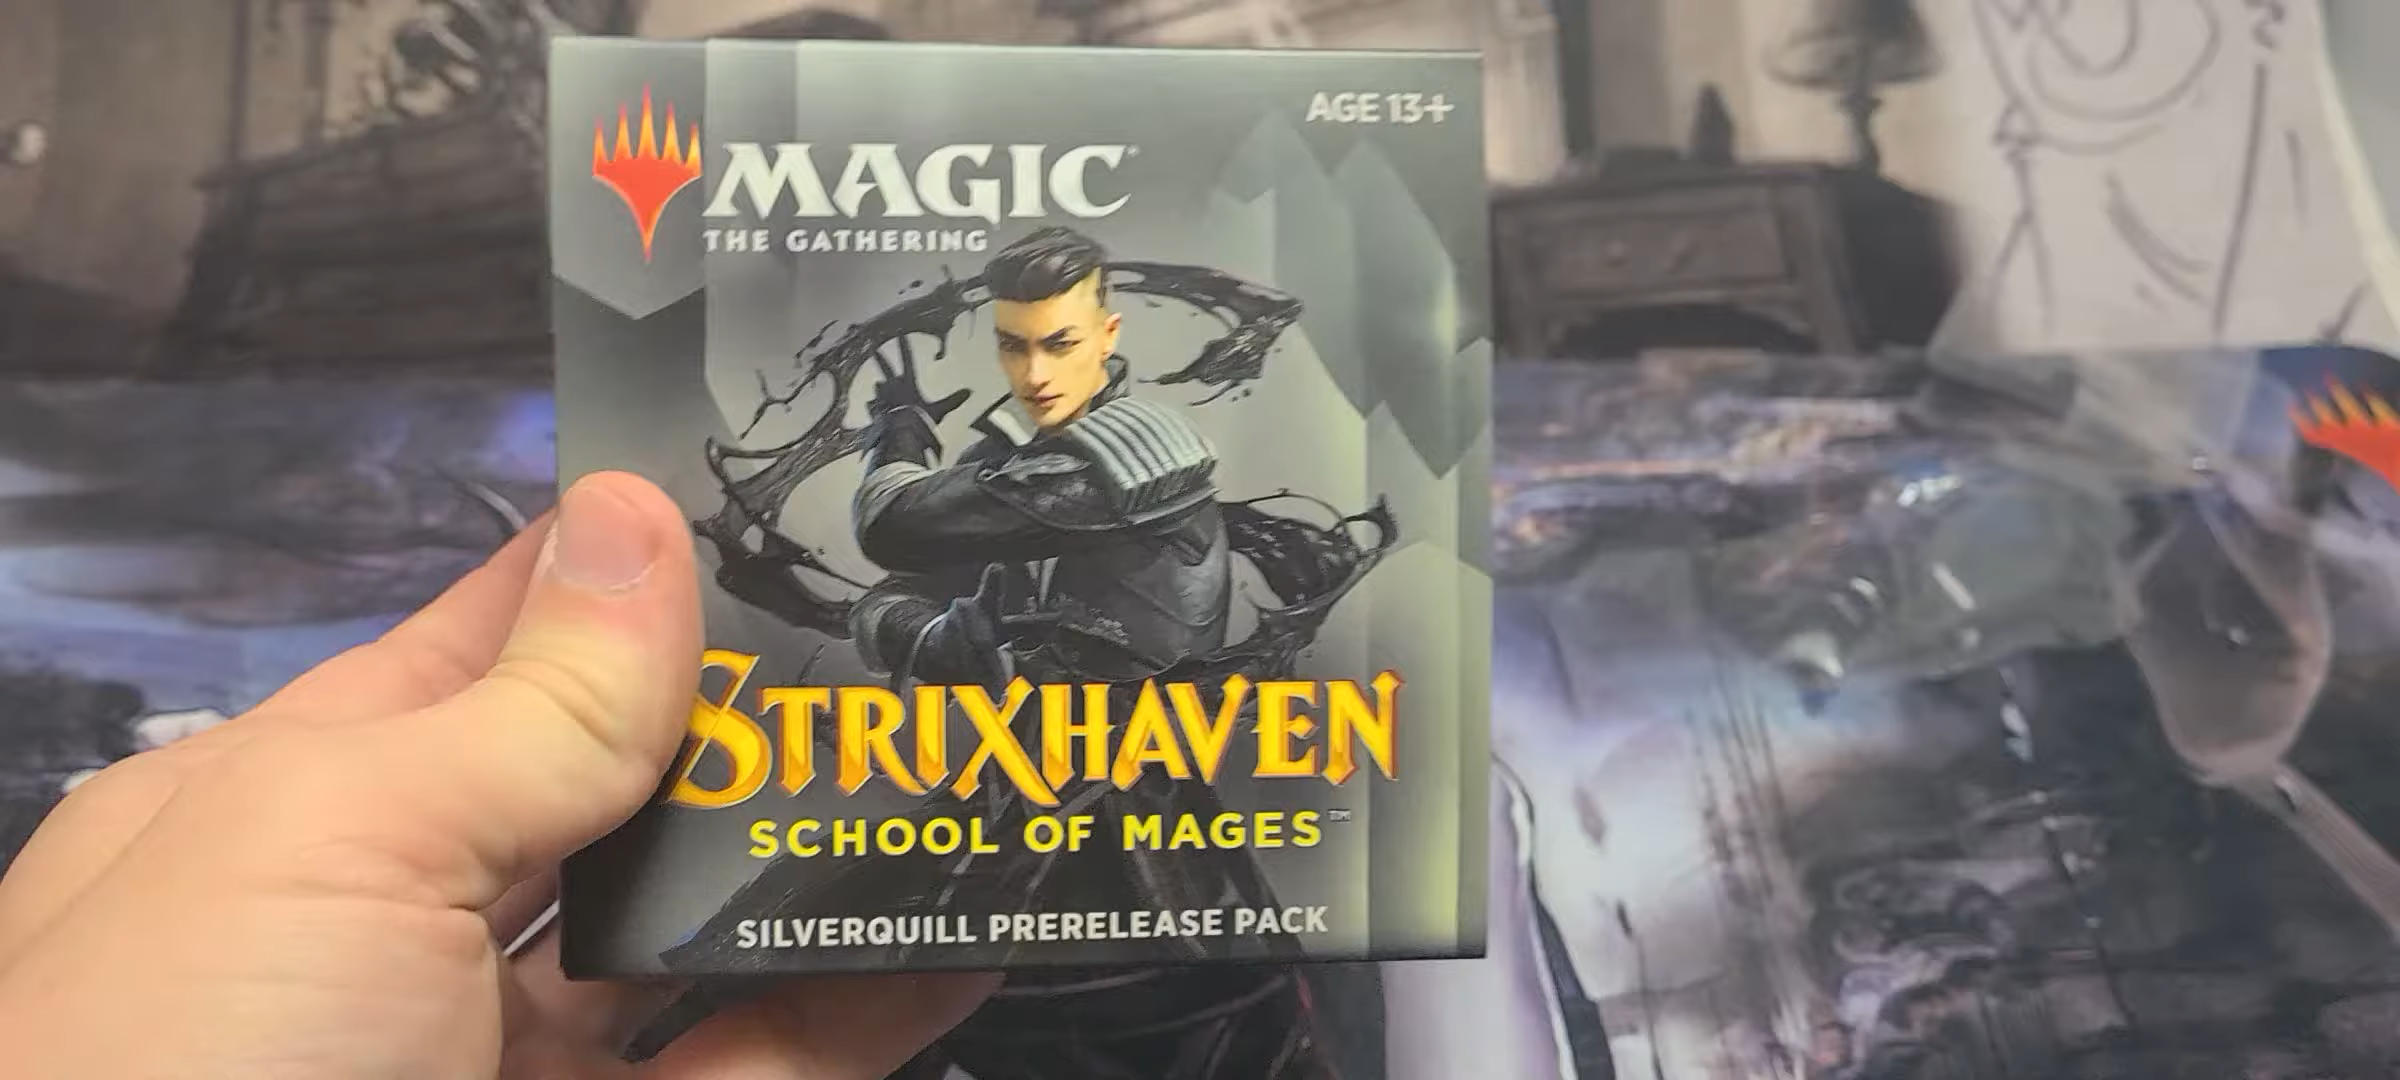 AGE 13+
MAGIC
THE GATHERING
STRIXHAVEN
SCHOOL OF MAGES™
SILVERQUILL PRERELEASE PACK